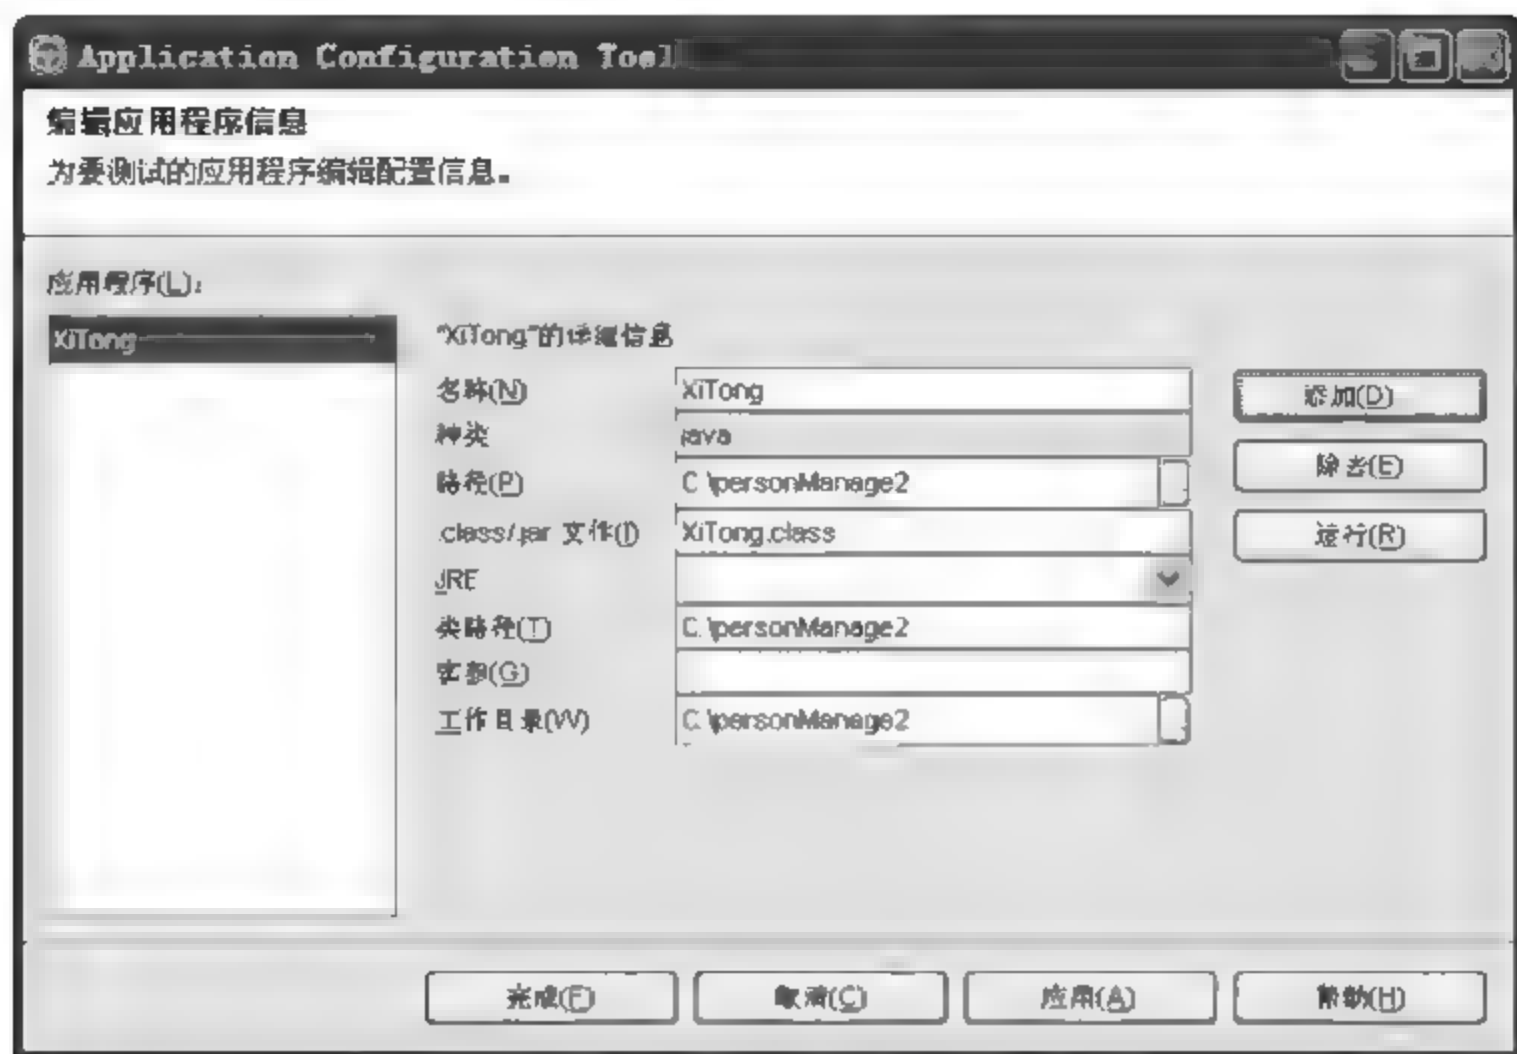 Application Configuration Tool
编辑应用程序信息
为要测试的应用程序编辑配置信息。
应用程序(L):
XiTong
"XiTong"的详细信息
名称(N) XiTong 添加(D)
种类 java
路径(P) C:\personManage2 除去(E)
.class/.jar 文件(I) XiTong.class 运行(R)
JRE
类路径(T) C:\personManage2
字参(G)
工作目录(W) C:\personManage2
完成(F) 取消(C) 应用(A) 帮助(H)